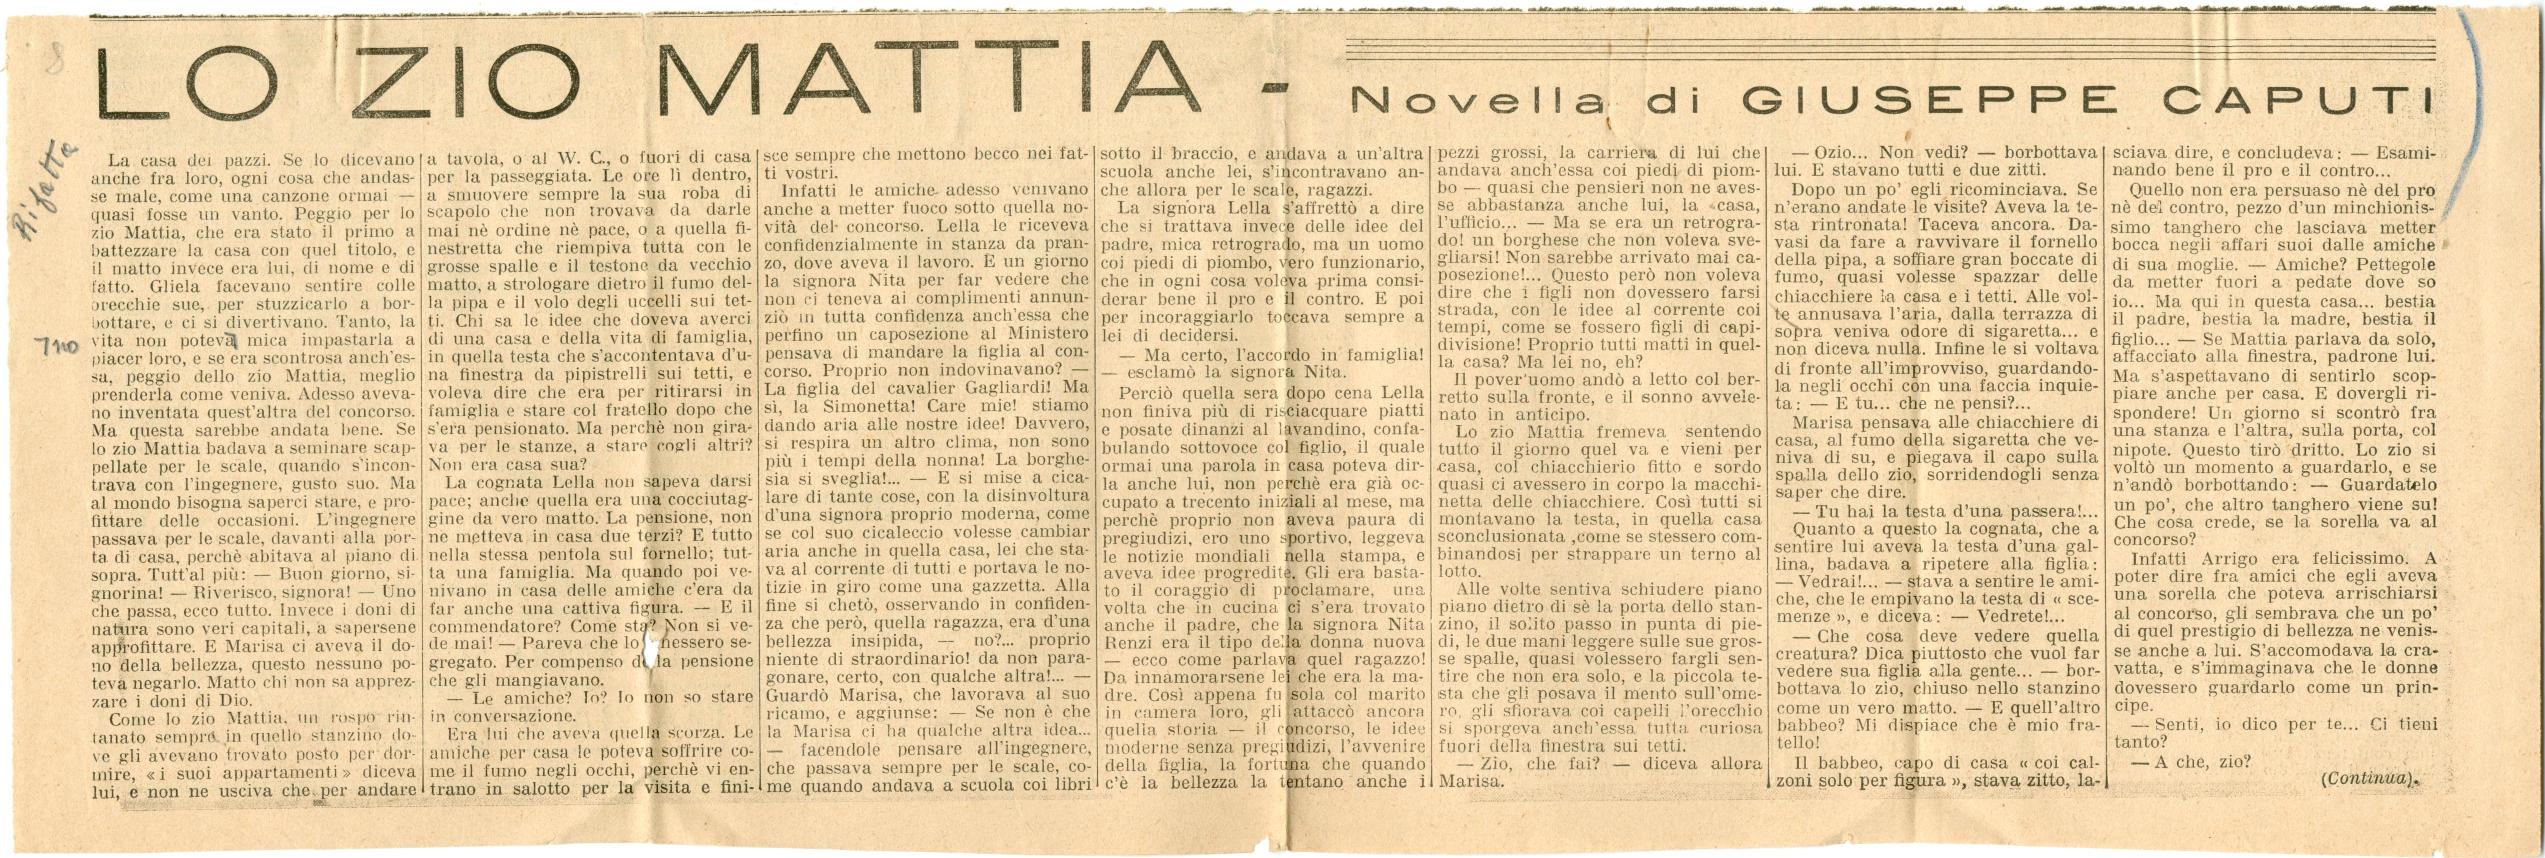 LO ZIO MATTIA - Novella di GIUSEPPE CAPUTI
8
Rifatta
7 no
La casa dei pazzi. Se lo dicevano
anche fra loro, ogni cosa che andas-
se male, come una canzone ormai —
quasi fosse un vanto. Peggio per lo
zio Mattia, che era stato il primo a
battezzare la casa con quel titolo, e
il matto invece era lui, di nome e di
fatto. Gliela facevano sentire colle
orecchie sue, per stuzzicarlo a bor-
bottare, e ci si divertivano. Tanto, la
vita non poteva mica impastarla a
piacer loro, e se era scontrosa anch'es-
sa, peggio dello zio Mattia, meglio
prenderla come veniva. Adesso aveva-
no inventata quest'altra del concorso.
Ma questa sarebbe andata bene. Se
lo zio Mattia badava a seminare scap-
pellate per le scale, quando s'incon-
trava con l'ingegnere, gusto suo. Ma
al mondo bisogna saperci stare, e pro-
fittare delle occasioni. L'ingegnere
passava per le scale, davanti alla por-
ta di casa, perchè abitava al piano di
sopra. Tutt'al più: — Buon giorno, si-
gnorina! — Riverisco, signora! — Uno
che passa, ecco tutto. Invece i doni di
natura sono veri capitali, a sapersene
approfittare. E Marisa ci aveva il do-
no della bellezza, questo nessuno po-
teva negarlo. Matto chi non sa apprez-
zare i doni di Dio.
Come lo zio Mattia, un rospo rin-
tanato sempre in quello stanzino do-
ve gli avevano trovato posto per dor-
mire, « i suoi appartamenti » diceva
lui, e non ne usciva che per andare
a tavola, o al W. C., o fuori di casa
per la passeggiata. Le ore lì dentro,
a smuovere sempre la sua roba di
scapolo che non trovava da darle
mai nè ordine nè pace, o a quella fi-
nestretta che riempiva tutta con le
grosse spalle e il testone da vecchio
matto, a strologare dietro il fumo del-
la pipa e il volo degli uccelli sui tet-
ti. Chi sa le idee che doveva averci
di una casa e della vita di famiglia,
in quella testa che s'accontentava d'u-
na finestra da pipistrelli sui tetti, e
voleva dire che era per ritirarsi in
famiglia e stare col fratello dopo che
s'era pensionato. Ma perchè non gira-
va per le stanze, a stare cogli altri?
Non era casa sua?
La cognata Lella non sapeva darsi
pace; anche quella era una cocciutag-
gine da vero matto. La pensione, non
ne metteva in casa due terzi? E tutto
nella stessa pentola sul fornello; tut-
ta una famiglia. Ma quando poi ve-
nivano in casa delle amiche c'era da
far anche una cattiva figura. — E il
commendatore? Come sta? Non si ve-
de mai! — Pareva che lo nessero se-
gregato. Per compenso la pensione
che gli mangiavano.
— Le amiche? Io? Io non so stare
in conversazione.
Era lui che aveva quella scorza. Le
amiche per casa le poteva soffrire co-
me il fumo negli occhi, perchè vi en-
trano in salotto per la visita e fini-
sce sempre che mettono becco nei fat-
ti vostri.
Infatti le amiche adesso venivano
anche a metter fuoco sotto quella no-
vità del concorso. Lella le riceveva
confidenzialmente in stanza da pran-
zo, dove aveva il lavoro. E un giorno
la signora Nita per far vedere che
non ci teneva ai complimenti annun-
ziò in tutta confidenza anch'essa che
perfino un caposezione al Ministero
pensava di mandare la figlia al con-
corso. Proprio non indovinavano? —
La figlia del cavalier Gagliardi! Ma
sì, la Simonetta! Care mie! stiamo
dando aria alle nostre idee! Davvero,
si respira un altro clima, non sono
più i tempi della nonna! La borghe-
sia si sveglia!... — E si mise a cica-
lare di tante cose, con la disinvoltura
d'una signora proprio moderna, come
se col suo cicaleccio volesse cambiar
aria anche in quella casa, lei che sta-
va al corrente di tutti e portava le no-
tizie in giro come una gazzetta. Alla
fine si chetò, osservando in confiden-
za che però, quella ragazza, era d'una
bellezza insipida, — no?... proprio
niente di straordinario! da non para-
gonare, certo, con qualche altra!... —
Guardò Marisa, che lavorava al suo
ricamo, e aggiunse: — Se non è che
la Marisa ci ha qualche altra idea...
— facendole pensare all'ingegnere,
che passava sempre per le scale, co-
me quando andava a scuola coi libri
sotto il braccio, e andava a un'altra
scuola anche lei, s'incontravano an-
che allora per le scale, ragazzi.
La signora Lella s'affrettò a dire
che si trattava invece delle idee del
padre, mica retrogrado, ma un uomo
coi piedi di piombo, vero funzionario,
che in ogni cosa voleva prima consi-
derar bene il pro e il contro. E poi
per incoraggiarlo toccava sempre a
lei di decidersi.
— Ma certo, l'accordo in famiglia!
— esclamò la signora Nita.
Perciò quella sera dopo cena Lella
non finiva più di risciacquare piatti
e posate dinanzi al lavandino, confa-
bulando sottovoce col figlio, il quale
ormai una parola in casa poteva dir-
la anche lui, non perchè era già oc-
cupato a trecento iniziali al mese, ma
perchè proprio non aveva paura di
pregiudizi, ero uno sportivo, leggeva
le notizie mondiali nella stampa, e
aveva idee progredite. Gli era basta-
to il coraggio di proclamare, una
volta che in cucina ci s'era trovato
anche il padre, che la signora Nita
Renzi era il tipo della donna nuova
— ecco come parlava quel ragazzo!
Da innamorarsene lei che era la ma-
dre. Così appena fu sola col marito
in camera loro, gli attaccò ancora
quella storia — il concorso, le idee
moderne senza pregiudizi, l'avvenire
della figlia, la fortuna che quando
c'è la bellezza la tentano anche i
pezzi grossi, la carriera di lui che
andava anch'essa coi piedi di piom-
bo — quasi che pensieri non ne aves-
se abbastanza anche lui, la casa,
l'ufficio... — Ma se era un retrogra-
do! un borghese che non voleva sve-
gliarsi! Non sarebbe arrivato mai ca-
posezione!... Questo però non voleva
dire che i figli non dovessero farsi
strada, con le idee al corrente coi
tempi, come se fossero figli di capi-
divisione! Proprio tutti matti in quel-
la casa? Ma lei no, eh?
Il pover'uomo andò a letto col ber-
retto sulla fronte, e il sonno avvele-
nato in anticipo.
Lo zio Mattia fremeva sentendo
tutto il giorno quel va e vieni per
casa, col chiacchierio fitto e sordo
quasi ci avessero in corpo la macchi-
netta delle chiacchiere. Così tutti si
montavano la testa, in quella casa
sconclusionata ,come se stessero com-
binandosi per strappare un terno al
lotto.
Alle volte sentiva schiudere piano
piano dietro di sè la porta dello stan-
zino, il solito passo in punta di pie-
di, le due mani leggere sulle sue gros-
se spalle, quasi volessero fargli sen-
tire che non era solo, e la piccola te-
sta che gli posava il mento sull'ome-
ro, gli sfiorava coi capelli l'orecchio
si sporgeva anch'essa tutta curiosa
fuori della finestra sui tetti.
— Zio, che fai? — diceva allora
Marisa.
— Ozio... Non vedi? — borbottava
lui. E stavano tutti e due zitti.
Dopo un po' egli ricominciava. Se
n'erano andate le visite? Aveva la te-
sta rintronata! Taceva ancora. Da-
vasi da fare a ravvivare il fornello
della pipa, a soffiare gran boccate di
fumo, quasi volesse spazzar delle
chiacchiere la casa e i tetti. Alle vol-
te annusava l'aria, dalla terrazza di
sopra veniva odore di sigaretta... e
non diceva nulla. Infine le si voltava
di fronte all'improvviso, guardando-
la negli occhi con una faccia inquie-
ta: — E tu... che ne pensi?...
Marisa pensava alle chiacchiere di
casa, al fumo della sigaretta che ve-
niva di su, e piegava il capo sulla
spalla dello zio, sorridendogli senza
saper che dire.
— Tu hai la testa d'una passera!...
Quanto a questo la cognata, che a
sentire lui aveva la testa d'una gal-
lina, badava a ripetere alla figlia:
— Vedrai!... — stava a sentire le ami-
che, che le empivano la testa di « sce-
menze », e diceva: — Vedrete!...
— Che cosa deve vedere quella
creatura? Dica piuttosto che vuol far
vedere sua figlia alla gente... — bor-
bottava lo zio, chiuso nello stanzino
come un vero matto. — E quell'altro
babbeo? Mi dispiace che è mio fra-
tello!
Il babbeo, capo di casa « coi cal-
zoni solo per figura », stava zitto, la-
sciava dire, e concludeva: — Esami-
nando bene il pro e il contro...
Quello non era persuaso nè del pro
nè del contro, pezzo d'un minchionis-
simo tanghero che lasciava metter
bocca negli affari suoi dalle amiche
di sua moglie. — Amiche? Pettegole
da metter fuori a pedate dove so
io... Ma qui in questa casa... bestia
il padre, bestia la madre, bestia il
figlio... — Se Mattia parlava da solo,
affacciato alla finestra, padrone lui.
Ma s'aspettavano di sentirlo scop-
piare anche per casa. E dovergli ri-
spondere! Un giorno si scontrò fra
una stanza e l'altra, sulla porta, col
nipote. Questo tirò dritto. Lo zio si
voltò un momento a guardarlo, e se
n'andò borbottando: — Guardatelo
un po', che altro tanghero viene su!
Che cosa crede, se la sorella va al
concorso?
Infatti Arrigo era felicissimo. A
poter dire fra amici che egli aveva
una sorella che poteva arrischiarsi
al concorso, gli sembrava che un po'
di quel prestigio di bellezza ne venis-
se anche a lui. S'accomodava la cra-
vatta, e s'immaginava che le donne
dovessero guardarlo come un prin-
cipe.
— Senti, io dico per te... Ci tieni
tanto?
— A che, zio?
(Continua).